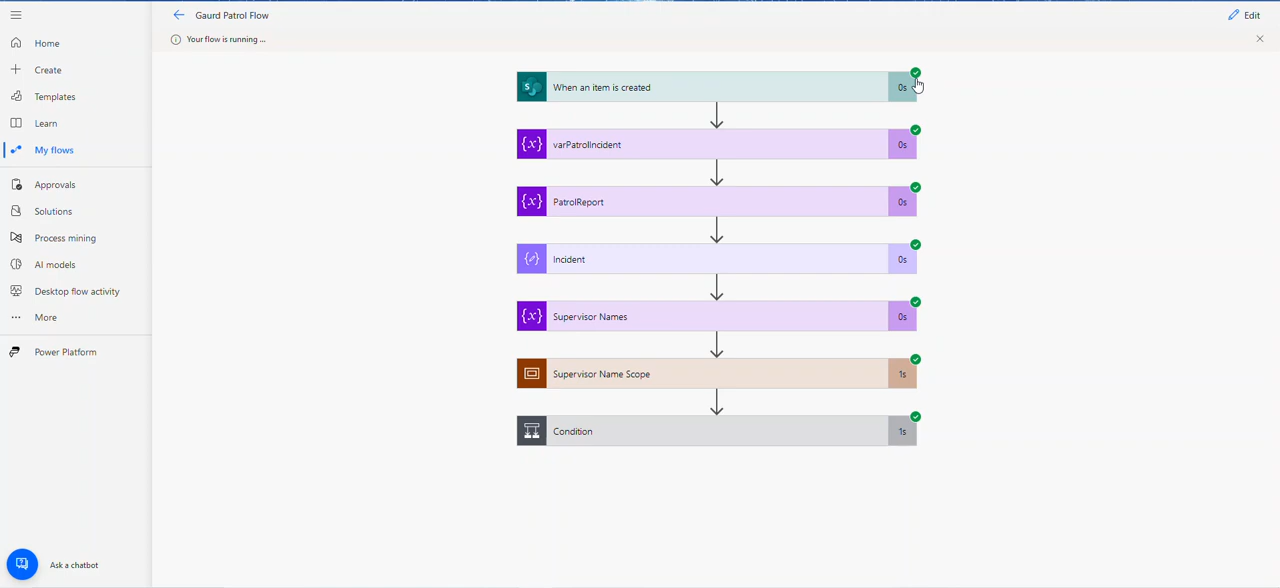 Gaurd Patrol Flow
Edit
Your flow is running ...
Home
Create
Templates
Learn
My flows
Approvals
Solutions
Process mining
AI models
Desktop flow activity
More
Power Platform
Ask a chatbot
S When an item is created 0s
{x} varPatrolIncident 0s
{x} PatrolReport 0s
Incident 0s
{x} Supervisor Names 0s
Supervisor Name Scope 1s
Condition 1s